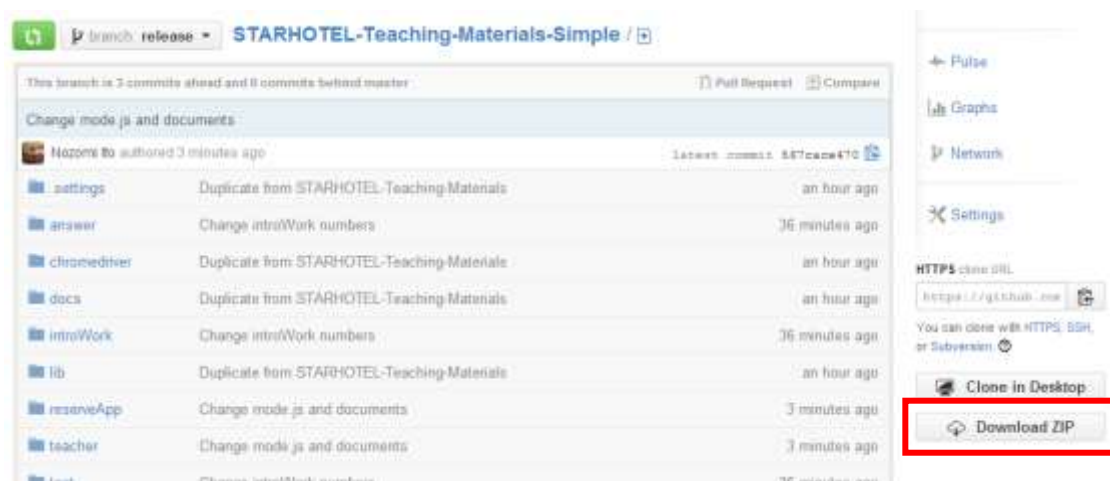 branch: release STARHOTEL-Teaching-Materials-Simple /
This branch is 3 commits ahead and 0 commits behind master Pull Request Compare
Change mode js and documents
Nozomi Ito authored 3 minutes ago latest commit
.settings Duplicate from STARHOTEL-Teaching-Materials an hour ago
answer Change introWork numbers 36 minutes ago
chromedriver Duplicate from STARHOTEL-Teaching-Materials an hour ago
docs Duplicate from STARHOTEL-Teaching-Materials an hour ago
introWork Change introWork numbers 36 minutes ago
lib Duplicate from STARHOTEL-Teaching-Materials an hour ago
reserveApp Change mode js and documents 3 minutes ago
teacher Change mode js and documents 3 minutes ago
Pulse
Graphs
Network
Settings
HTTPS clone URL
https://github.com
You can clone with HTTPS, SSH,
or Subversion.
Clone in Desktop
Download ZIP